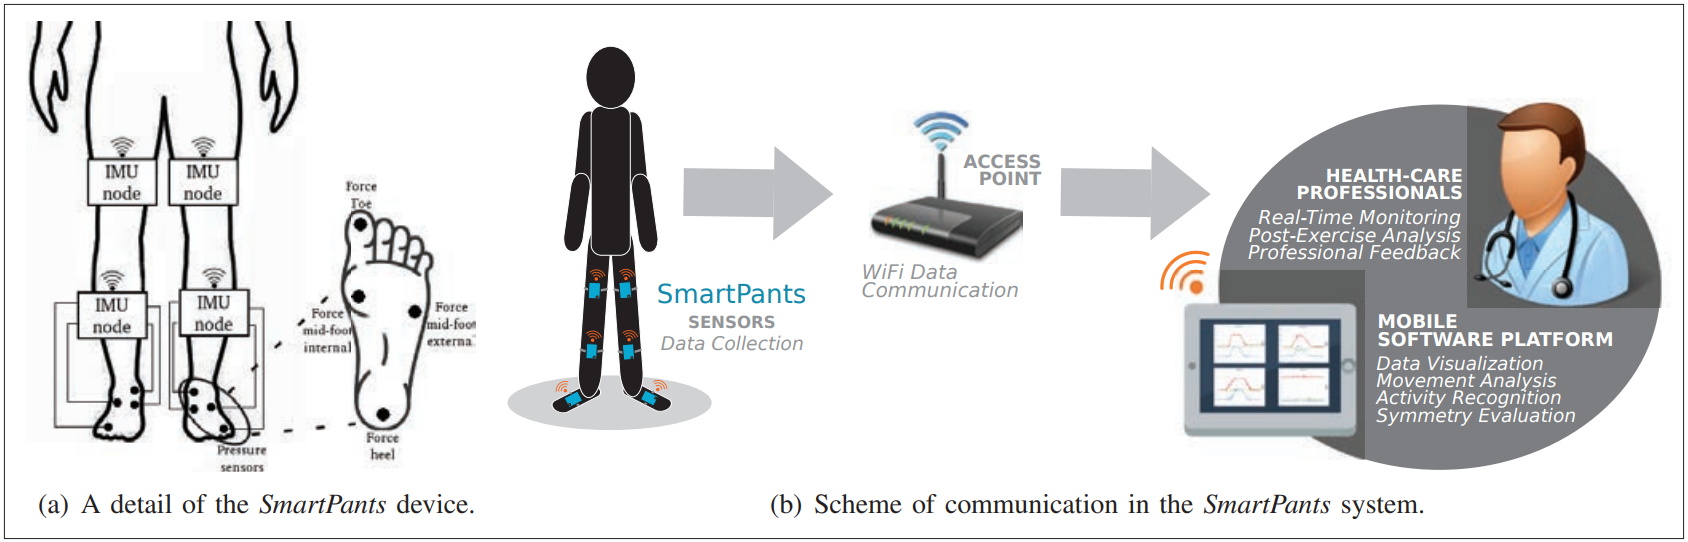 IMU
node
IMU
node
IMU
node
IMU
node
Force
Toe
Force
mid-foot
internal
Force
mid-foot
externa
Force
heel
Pressure
sensors
(a) A detail of the SmartPants device.
SmartPants
SENSORS
Data Collection
ACCESS
POINT
WiFi Data
Communication
HEALTH-CARE
PROFESSIONALS
Real-Time Monitoring
Post-Exercise Analysis
Professional Feedback
MOBILE
SOFTWARE PLATFORM
Data Visualization
Movement Analysis
Activity Recognition
Symmetry Evaluation
(b) Scheme of communication in the SmartPants system.